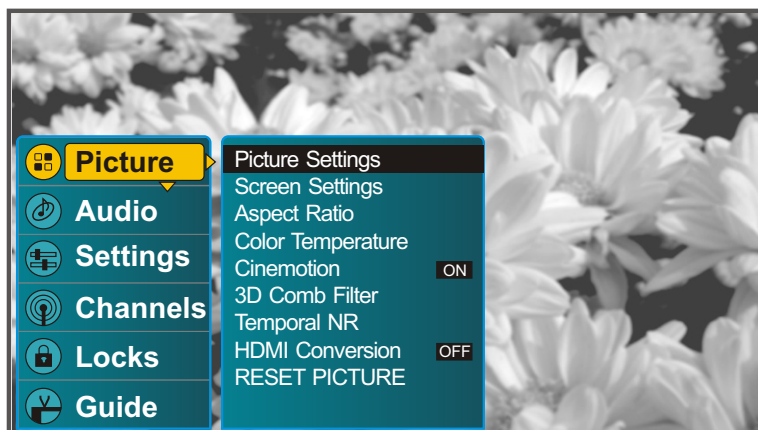 Picture
Audio
Settings
Channels
Locks
Guide
Picture Settings
Screen Settings
Aspect Ratio
Color Temperature
Cinemotion ON
3D Comb Filter
Temporal NR
HDMI Conversion OFF
RESET PICTURE